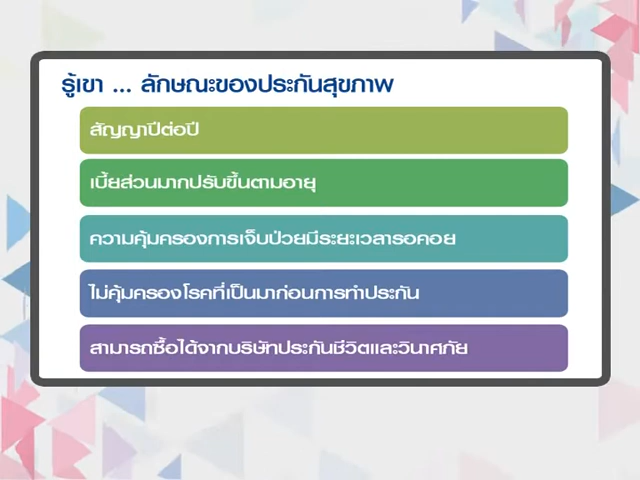 รู้เขา ... ลักษณะของประกันสุขภาพ
สัญญาปีต่อปี
เบี้ยส่วนมากปรับขึ้นตามอายุ
ความคุ้มครองการเจ็บป่วยมีระยะเวลารอคอย
ไม่คุ้มครองโรคที่เป็นมาก่อนการทำประกัน
สามารถซื้อได้จากบริษัทประกันชีวิตและวินาศภัย